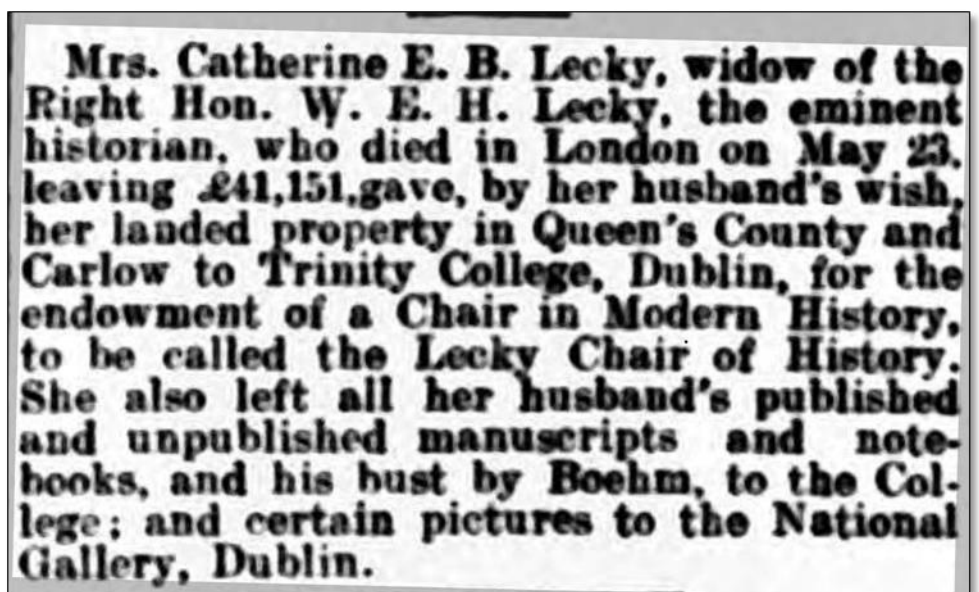 Mrs. Catherine E. B. Lecky, widow of the
Right Hon. W. E. H. Lecky, the eminent
historian, who died in London on May 23,
leaving £41,151,gave, by her husband's wish,
her landed property in Queen's County and
Carlow to Trinity College, Dublin, for the
endowment of a Chair in Modern History,
to be called the Lecky Chair of History.
She also left all her husband's published
and unpublished manuscripts and note-
books, and his bust by Boehm, to the Col-
lege; and certain pictures to the National
Gallery, Dublin.